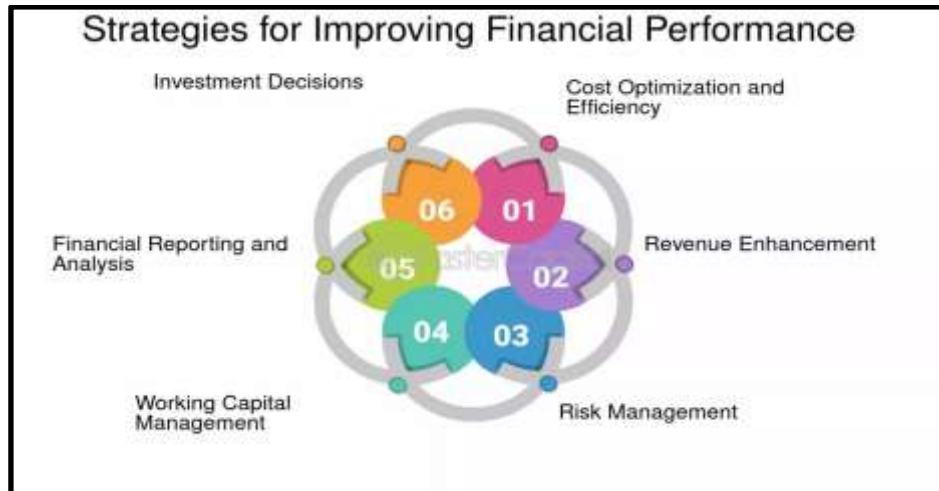 Strategies for Improving Financial Performance
Investment Decisions
Cost Optimization and
Efficiency
06
01
Financial Reporting and
Analysis
05
02
Revenue Enhancement
04
03
Working Capital
Management
Risk Management